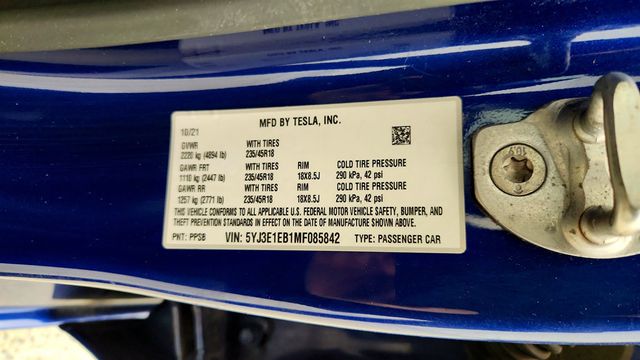 MFD BY TESLA, INC.
10/21
GVWR WITH TIRES
2220 kg (4894 lb) 235/45R18
GAWR FRT WITH TIRES RIM COLD TIRE PRESSURE
1110 kg (2447 lb) 235/45R18 18X8.5J 290 kPa, 42 psi
GAWR RR WITH TIRES RIM COLD TIRE PRESSURE
1257 kg (2771 lb) 235/45R18 18X8.5J 290 kPa, 42 psi
THIS VEHICLE CONFORMS TO ALL APPLICABLE U.S. FEDERAL MOTOR VEHICLE SAFETY, BUMPER, AND
THEFT PREVENTION STANDARDS IN EFFECT ON THE DATE OF MANUFACTURE SHOWN ABOVE.
PNT: PPSB VIN: 5YJ3E1EB1MF085842 TYPE: PASSENGER CAR